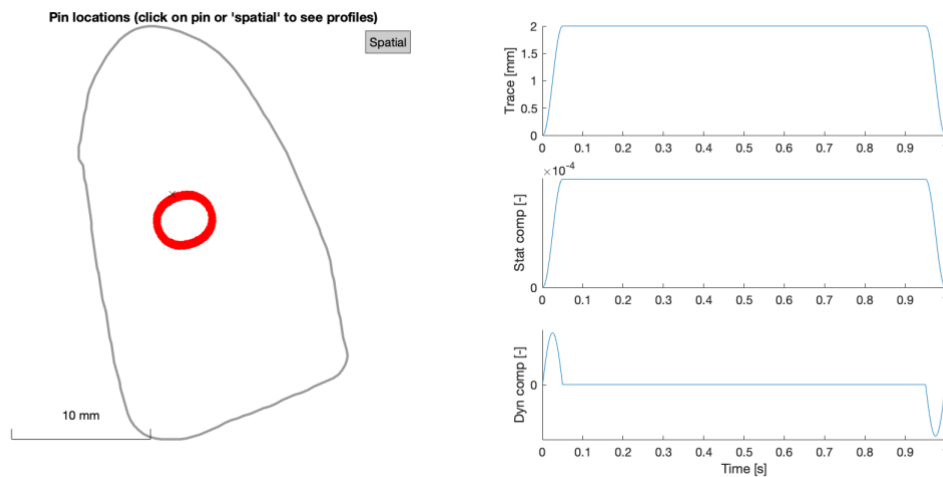 Pin locations (click on pin or 'spatial' to see profiles)
Spatial
10 mm
Trace [mm]
2
1.5
1
0.5
0
0 0.1 0.2 0.3 0.4 0.5 0.6 0.7 0.8 0.9
×10⁻⁴
Stat comp [-]
0
0 0.1 0.2 0.3 0.4 0.5 0.6 0.7 0.8 0.9
Dyn comp [-]
0
0 0.1 0.2 0.3 0.4 0.5 0.6 0.7 0.8 0.9
Time [s]